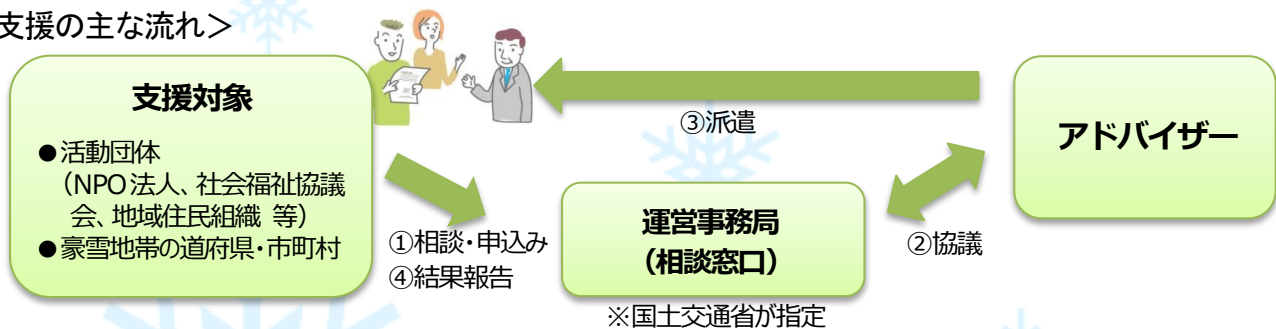 支援の主な流れ＞
支援対象
●活動団体
（NPO法人、社会福祉協議
会、地域住民組織 等）
●豪雪地帯の道府県・市町村
①相談・申込み
④結果報告
③派遣
運営事務局
（相談窓口）
※国土交通省が指定
②協議
アドバイザー